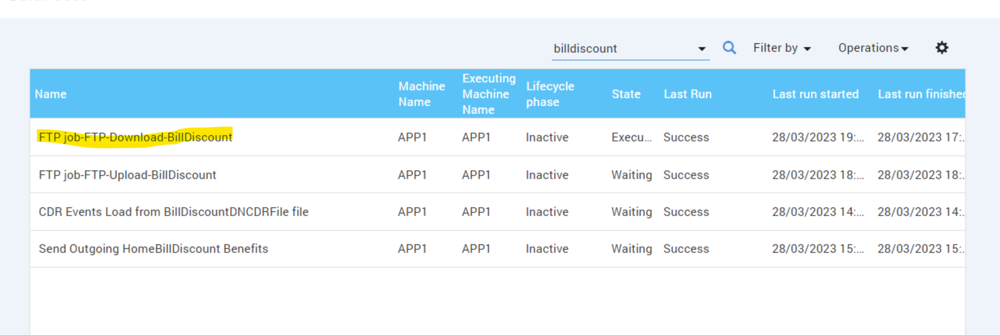 billdiscount Filter by Operations
Name Machine Name Executing Machine Name Lifecycle phase State Last Run Last run started Last run finished
FTP job-FTP-Download-BillDiscount APP1 APP1 Inactive Execu... Success 28/03/2023 19:... 28/03/2023 17:.
FTP job-FTP-Upload-BillDiscount APP1 APP1 Inactive Waiting Success 28/03/2023 18:... 28/03/2023 18:.
CDR Events Load from BillDiscountDNCDRFile file APP1 APP1 Inactive Waiting Success 28/03/2023 14:... 28/03/2023 14:.
Send Outgoing HomeBillDiscount Benefits APP1 APP1 Inactive Waiting Success 28/03/2023 15:... 28/03/2023 15:.